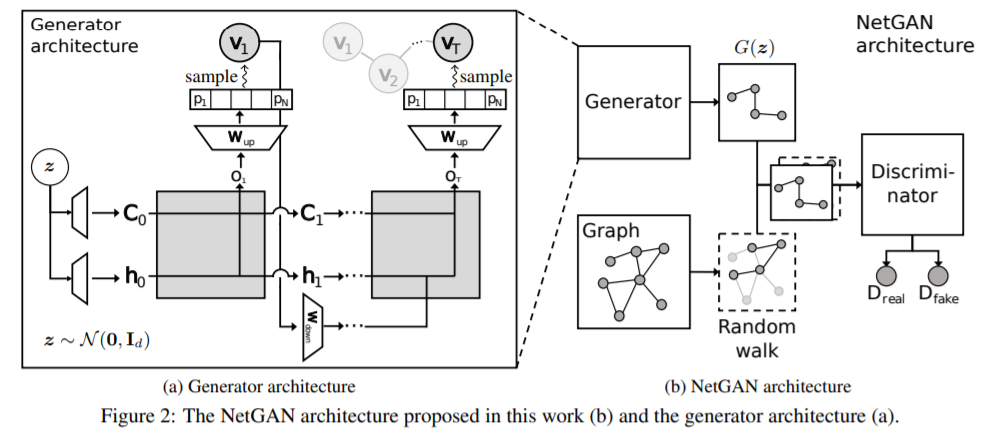 Generator
architecture
v1
v1
v2
vT
sample
sample
p1 pN
p1 pN
Wup
Wup
z
O1
OT
C0
C1
h0
h1
Wdown
z ∼ N(0, Id)
NetGAN
architecture
G(z)
Generator
Discrimi-
nator
Graph
Random
walk
Dreal
Dfake
(a) Generator architecture
(b) NetGAN architecture
Figure 2: The NetGAN architecture proposed in this work (b) and the generator architecture (a).